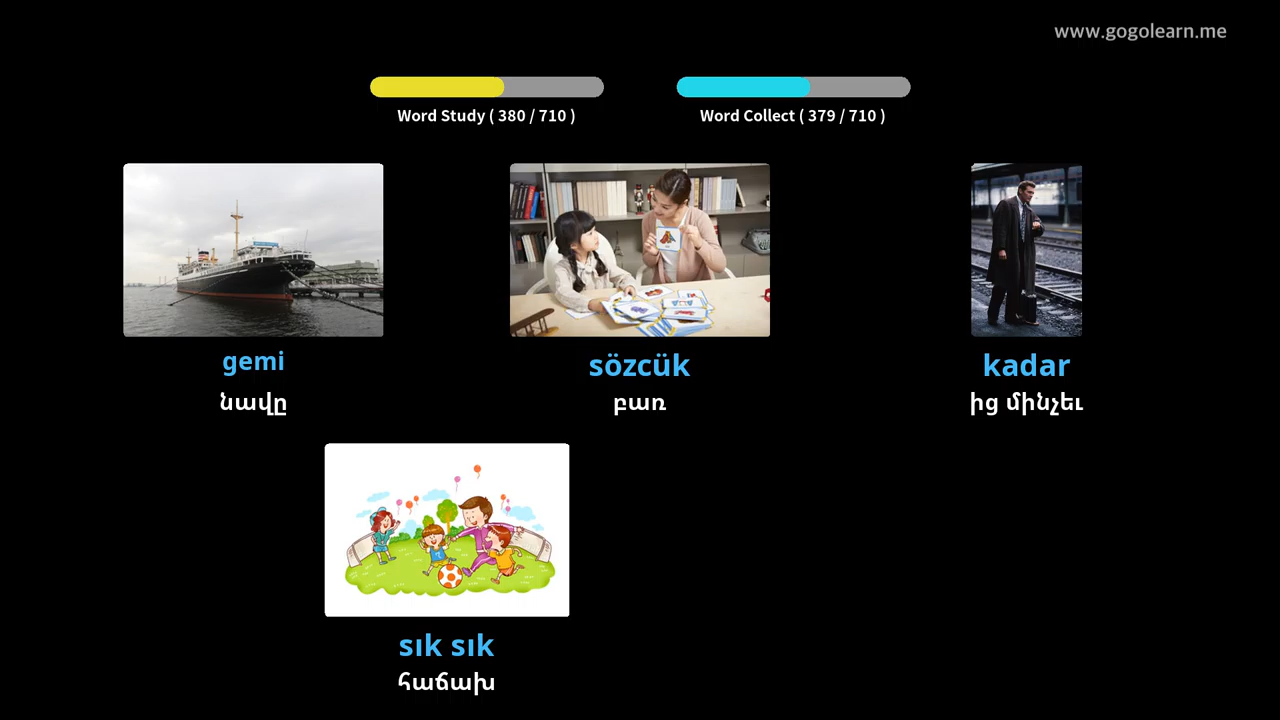 www.gogolearn.me
Word Study ( 380 / 710 )
Word Collect ( 379 / 710 )
gemi
նավը
sözcük
բառ
kadar
ից մինչեւ
sık sık
հաճախ